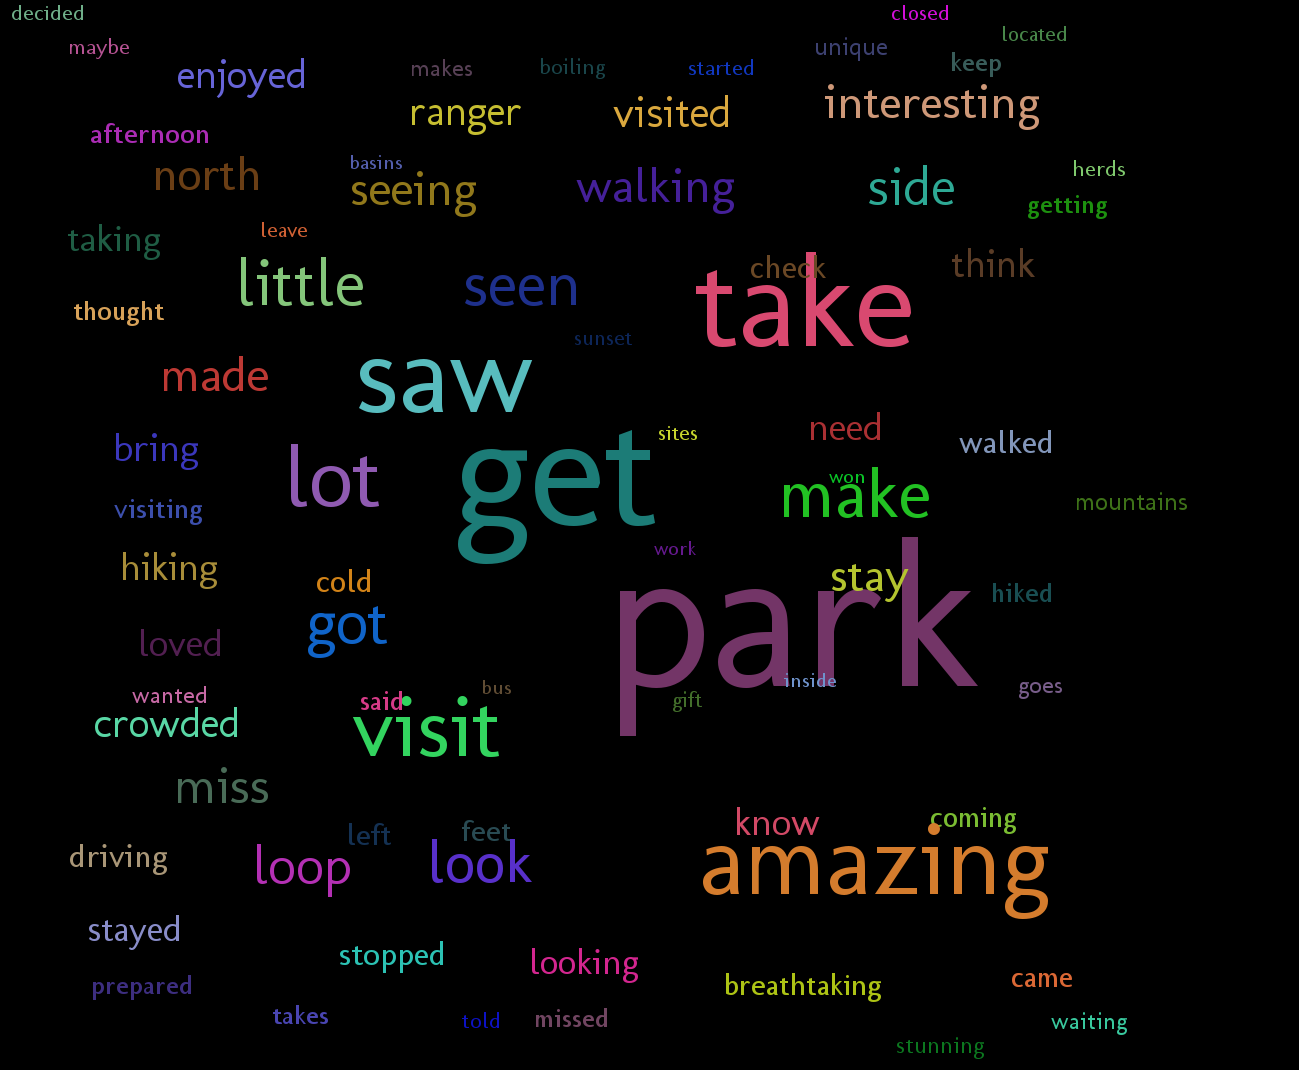 decided closed
located
maybe unique
enjoyed makes boiling started keep
ranger visited interesting
afternoon
north basins herds
seeing walking side getting
taking leave
little seen take check think
thought
sunset
made saw
sites need walked
bring lot get won
visiting make mountains
work
hiking cold stay hiked
got park
loved
wanted said bus inside goes
gift
crowded visit
miss
left feet know coming
driving loop look amazing
stayed
stopped looking
prepared breathtaking came
takes told missed waiting
stunning